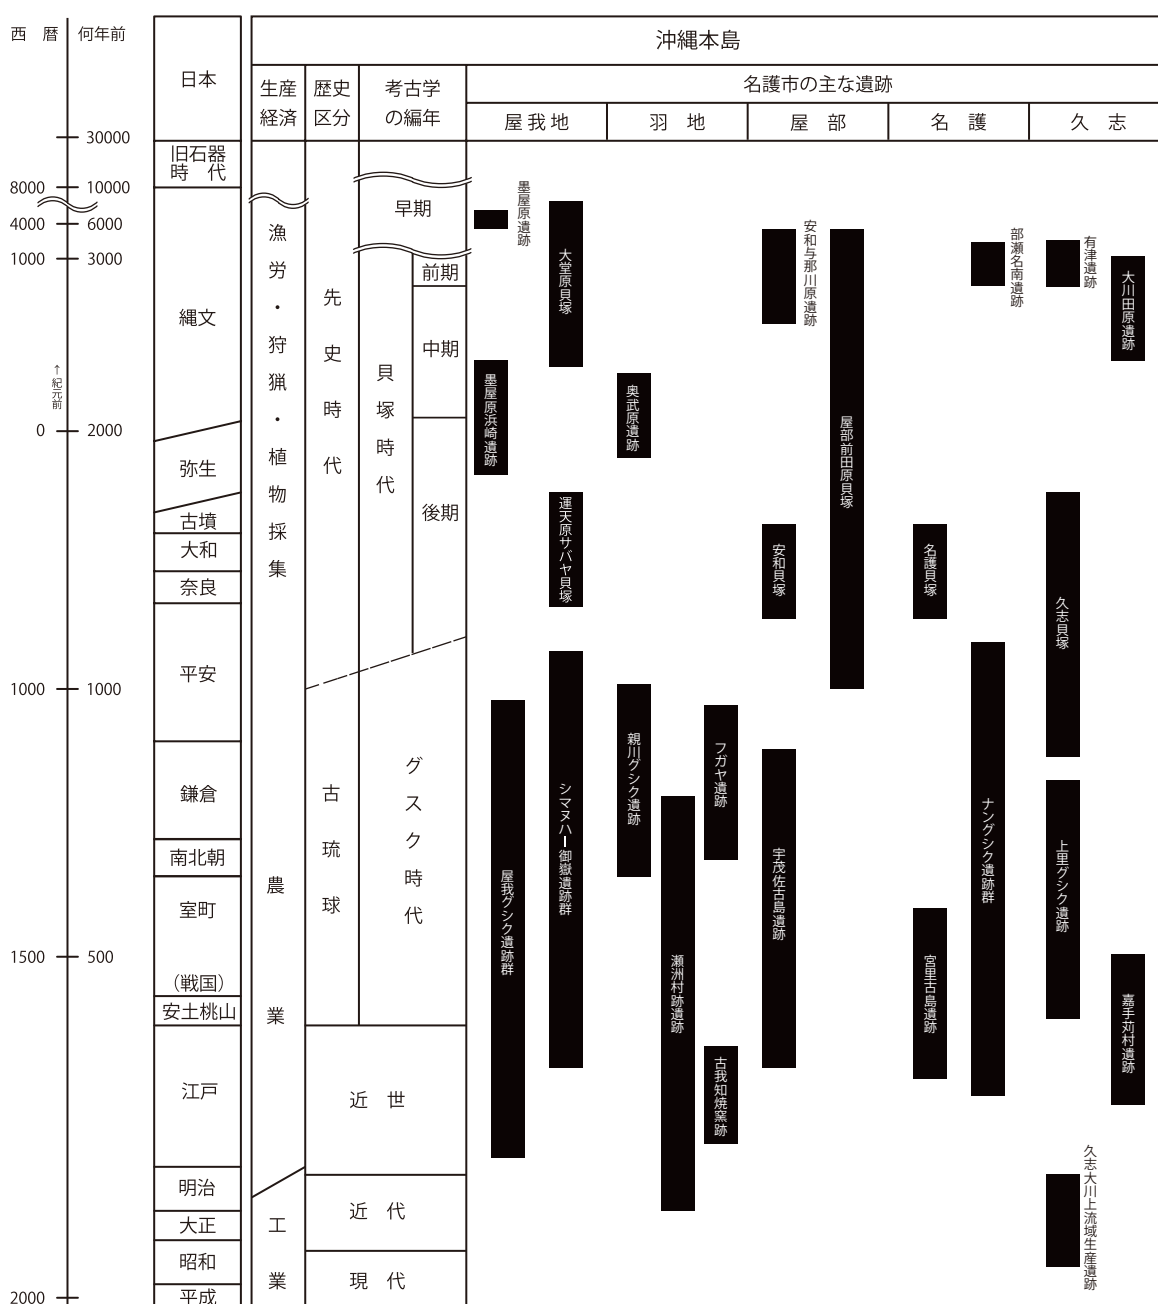 西　暦
何年前
日本
沖縄本島
生産
経済
歴史
区分
考古学
の編年
名護市の主な遺跡
屋我地
羽　地
屋　部
名　護
久　志
30000
8000
10000
4000
6000
1000
3000
↑紀元前
0
2000
1000
1000
1500
500
2000
旧石器
時　代
縄文
弥生
古墳
大和
奈良
平安
鎌倉
南北朝
室町
（戦国）
安土桃山
江戸
明治
大正
昭和
平成
漁労・狩猟・植物採集
農業
工業
先史時代
古琉球
近　世
近　代
現　代
貝塚時代
早期
前期
中期
後期
グスク時代
墨屋原遺跡
大堂原貝塚
墨屋原浜崎遺跡
運天原サバヤ貝塚
屋我グシク遺跡群
シマヌハー御嶽遺跡群
奥武原遺跡
親川グシク遺跡
瀬洲村跡遺跡
フガヤ遺跡
古我知焼窯跡
安和与那川原遺跡
屋部前田原貝塚
安和貝塚
宇茂佐古島遺跡
部瀬名南遺跡
名護貝塚
ナングシク遺跡群
宮里古島遺跡
有津遺跡
大川田原遺跡
久志貝塚
上里グシク遺跡
嘉手苅村遺跡
久志大川上流域生産遺跡